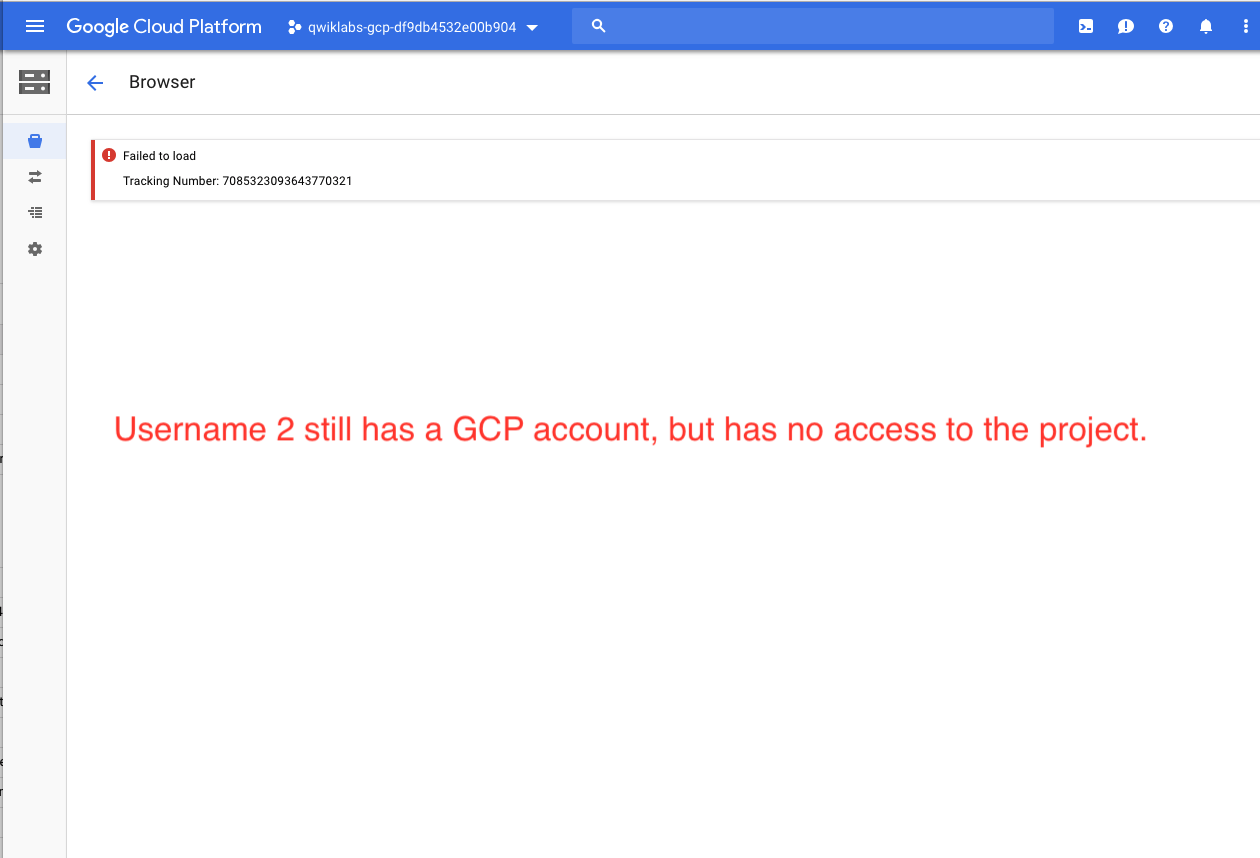 Google Cloud Platform qwiklabs-gcp-df9db4532e00b904
Browser
Failed to load
Tracking Number: 7085323093643770321
Username 2 still has a GCP account, but has no access to the project.